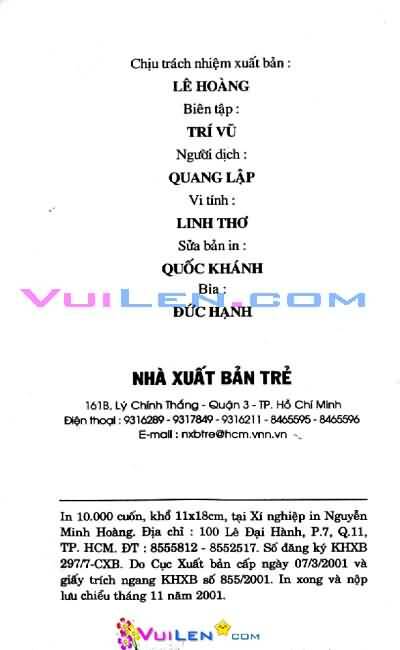 Chịu trách nhiệm xuất bản :
LÊ HOÀNG
Biên tập :
TRÍ VŨ
Người dịch :
QUANG LẬP
Vi tính :
LINH THƠ
Sửa bản in :
QUỐC KHÁNH
Bìa :
VUILEN.COM
ĐỨC HẠNH
NHÀ XUẤT BẢN TRẺ
161B, Lý Chính Thắng - Quận 3 - TP. Hồ Chí Minh
Điện thoại : 9316289 - 9317849 - 9316211 - 8465595 - 8465596
E-mail : nxbtre@hcm.vnn.vn
In 10.000 cuốn, khổ 11x18cm, tại Xí nghiệp in Nguyễn
Minh Hoàng. Địa chỉ : 100 Lê Đại Hành, P.7, Q.11,
TP. HCM. ĐT : 8555812 - 8552517. Số đăng ký KHXB
297/7-CXB. Do Cục Xuất bản cấp ngày 07/3/2001 và
giấy trích ngang KHXB số 855/2001. In xong và nộp
lưu chiểu tháng 11 năm 2001.
VUILEN.COM